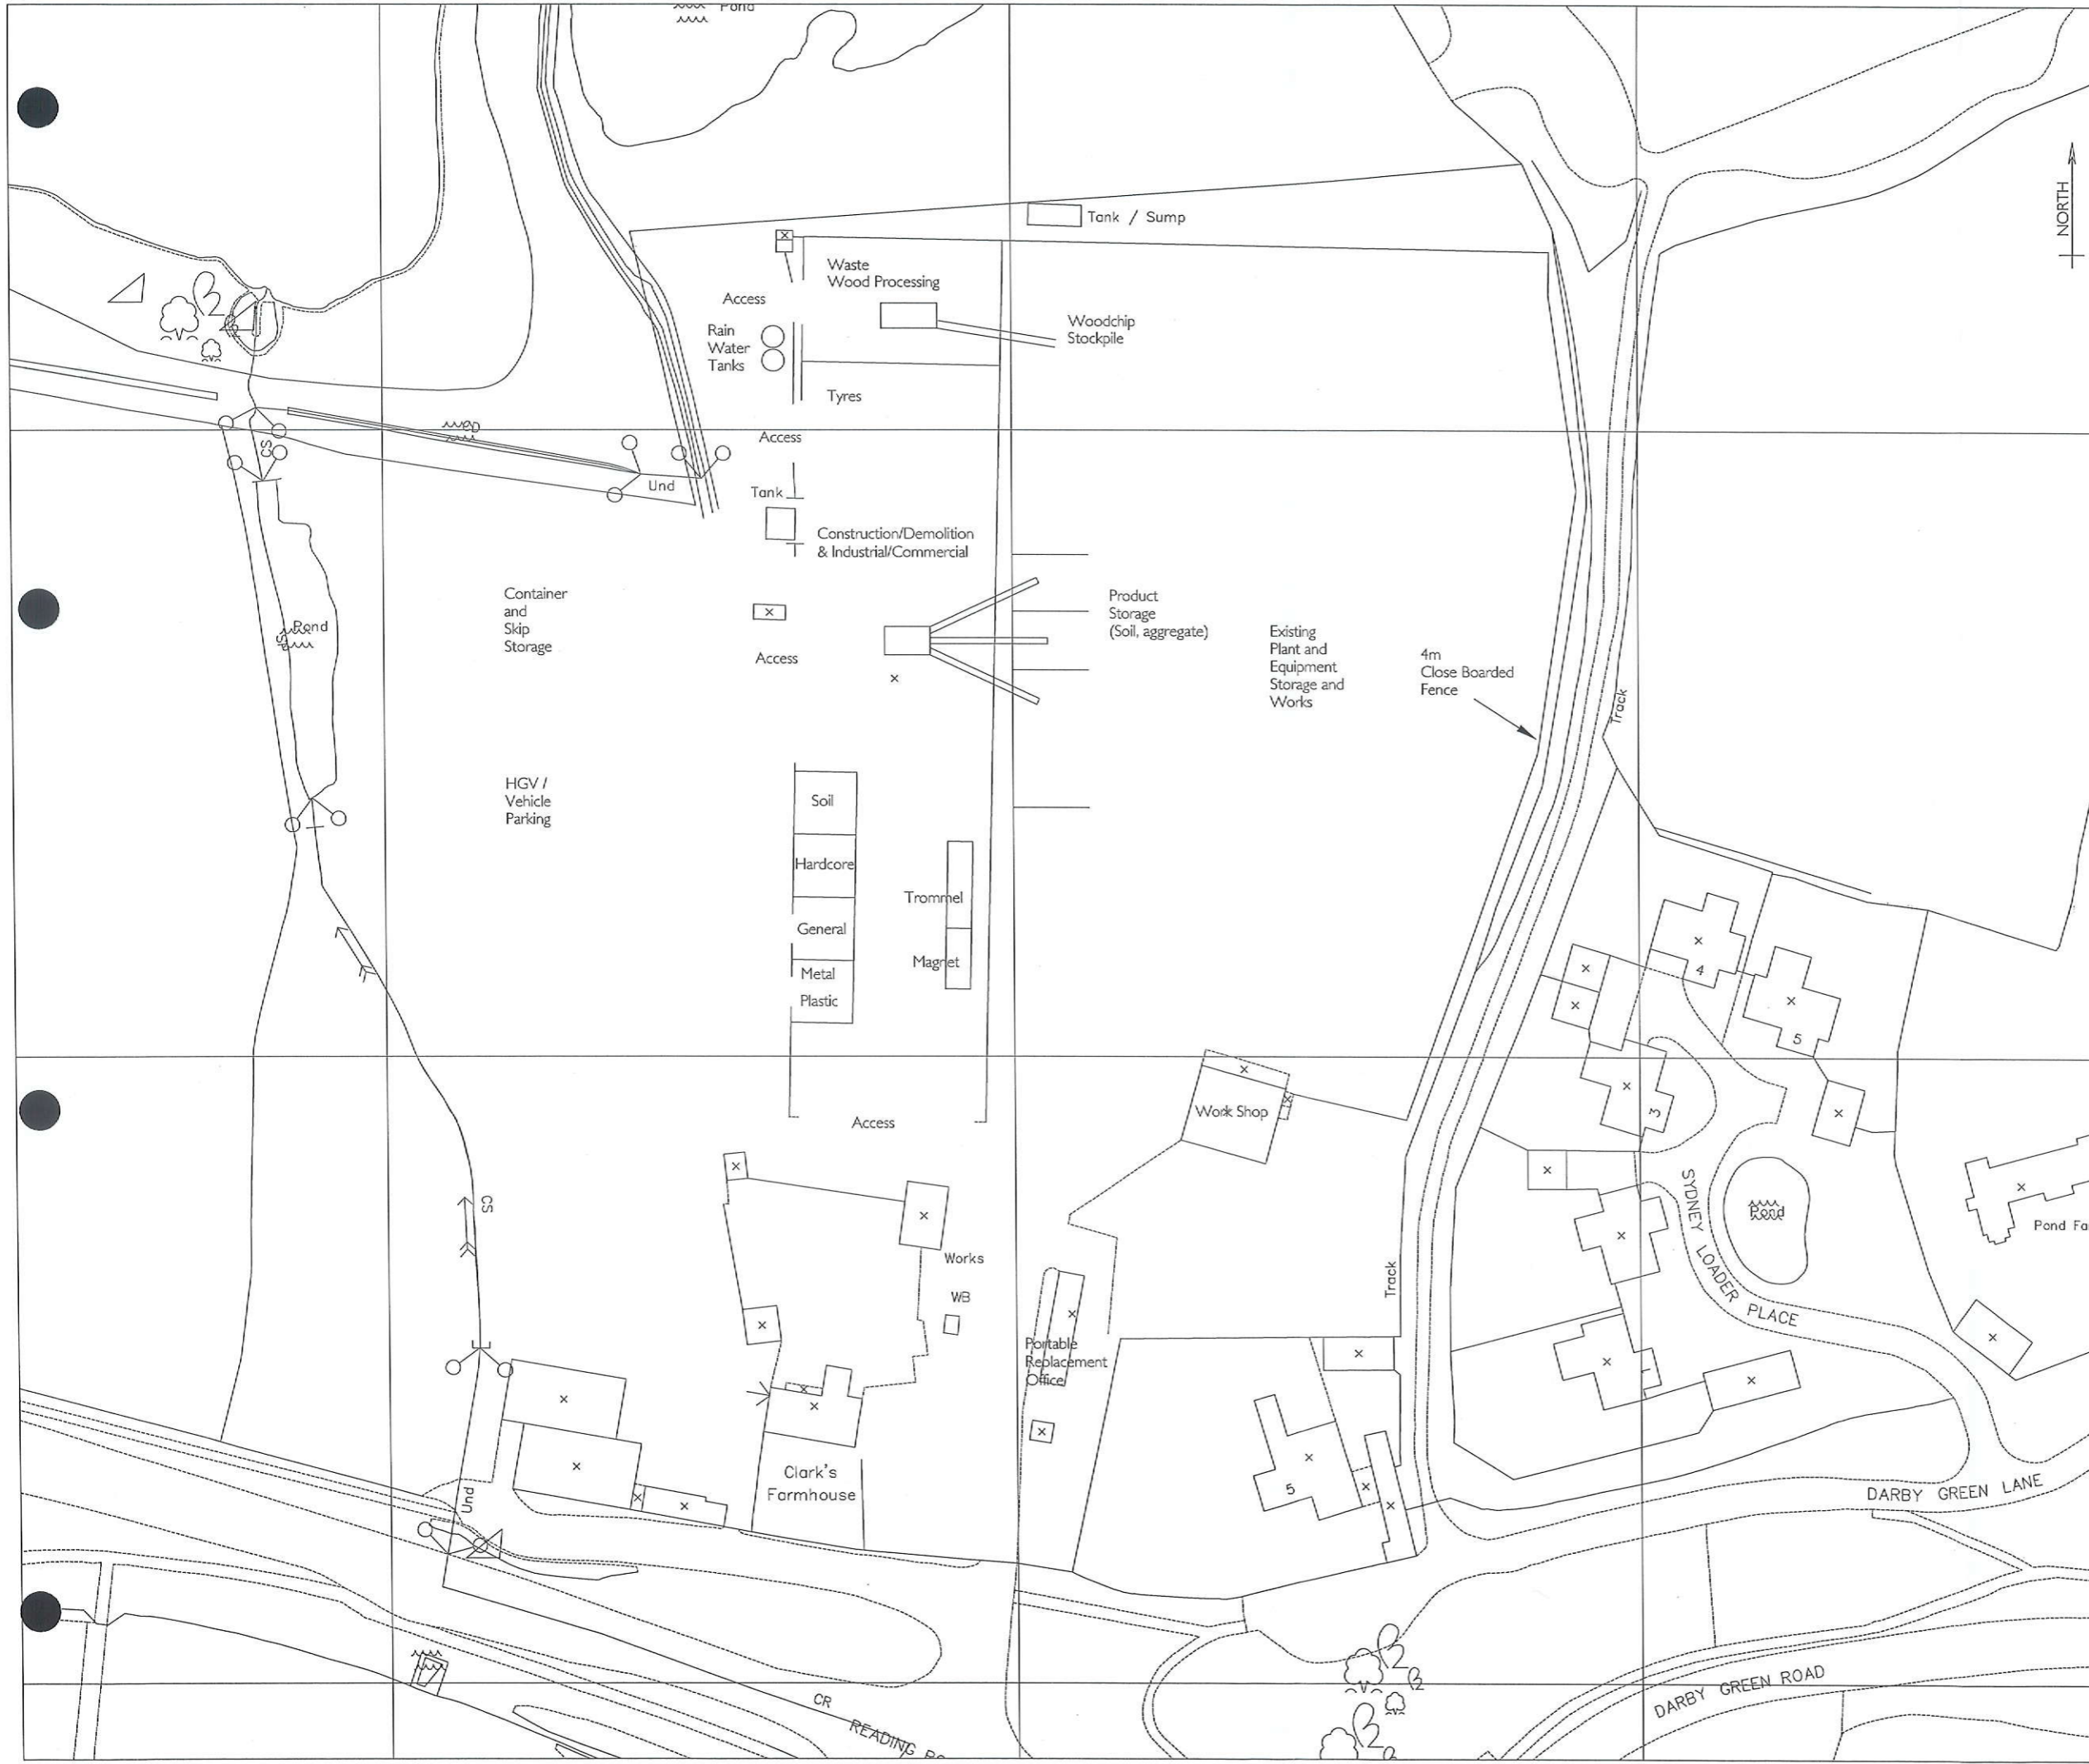 Pond
NORTH
Tank / Sump
Waste
Wood Processing
Access
Rain
Water
Tanks
Woodchip
Stockpile
Tyres
Access
CS
Und
Tank
Construction/Demolition
& Industrial/Commercial
Container
and
Skip
Storage
Product
Storage
(Soil, aggregate)
Pond
Access
Existing
Plant and
Equipment
Storage and
Works
4m
Close Boarded
Fence
Track
HGV /
Vehicle
Parking
Soil
Hardcore
Trommel
General
Magnet
Metal
Plastic
4
5
3
Work Shop
Access
CS
SYDNEY LOADER PLACE
Pond
Pond Fa
Works
WB
Track
Portable
Replacement
Office
Clark's
Farmhouse
5
Und
DARBY GREEN LANE
DARBY GREEN ROAD
CR
READING